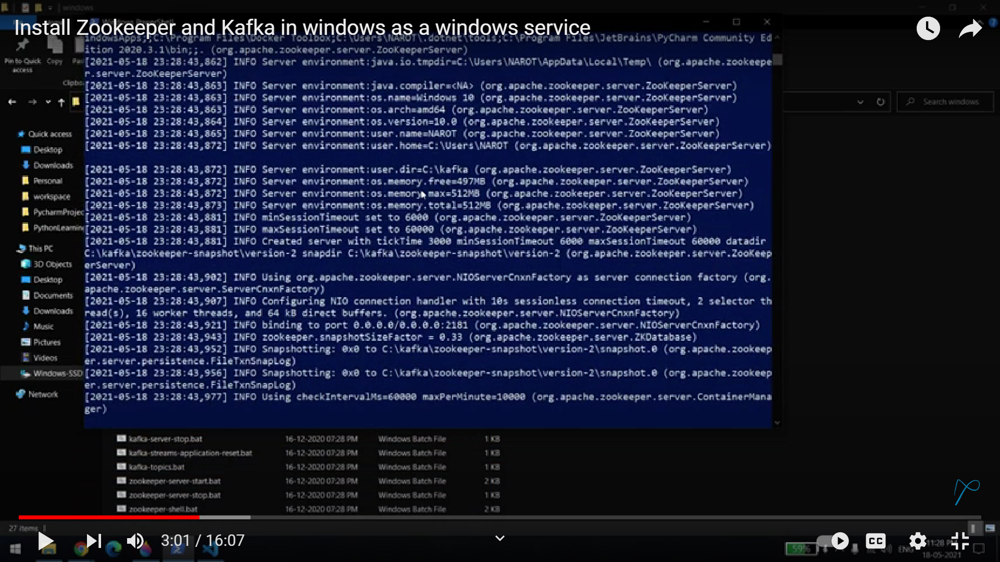 windows
Install Zookeeper and Kafka in windows as a windows service
indowsApps;;C:\Program Files\Docker Toolbox;C:\Users\NAROT\.dotnet\tools;C:\Program Files\JetBrains\PyCharm Community Ed
ition 2020.3.1\bin;;. (org.apache.zookeeper.server.ZooKeeperServer)
[2021-05-18 23:28:43,862] INFO Server environment:java.io.tmpdir=C:\Users\NAROT\AppData\Local\Temp\ (org.apache.zookeepe
r.server.ZooKeeperServer)
[2021-05-18 23:28:43,863] INFO Server environment:java.compiler=<NA> (org.apache.zookeeper.server.ZooKeeperServer)
[2021-05-18 23:28:43,863] INFO Server environment:os.name=Windows 10 (org.apache.zookeeper.server.ZooKeeperServer)
[2021-05-18 23:28:43,863] INFO Server environment:os.arch=amd64 (org.apache.zookeeper.server.ZooKeeperServer)
[2021-05-18 23:28:43,864] INFO Server environment:os.version=10.0 (org.apache.zookeeper.server.ZooKeeperServer)
[2021-05-18 23:28:43,865] INFO Server environment:user.name=NAROT (org.apache.zookeeper.server.ZooKeeperServer)
[2021-05-18 23:28:43,872] INFO Server environment:user.home=C:\Users\NAROT (org.apache.zookeeper.server.ZooKeeperServer)
[2021-05-18 23:28:43,872] INFO Server environment:user.dir=C:\kafka (org.apache.zookeeper.server.ZooKeeperServer)
[2021-05-18 23:28:43,872] INFO Server environment:os.memory.free=497MB (org.apache.zookeeper.server.ZooKeeperServer)
[2021-05-18 23:28:43,872] INFO Server environment:os.memory.max=512MB (org.apache.zookeeper.server.ZooKeeperServer)
[2021-05-18 23:28:43,873] INFO Server environment:os.memory.total=512MB (org.apache.zookeeper.server.ZooKeeperServer)
[2021-05-18 23:28:43,881] INFO minSessionTimeout set to 6000 (org.apache.zookeeper.server.ZooKeeperServer)
[2021-05-18 23:28:43,881] INFO maxSessionTimeout set to 60000 (org.apache.zookeeper.server.ZooKeeperServer)
[2021-05-18 23:28:43,881] INFO Created server with tickTime 3000 minSessionTimeout 6000 maxSessionTimeout 60000 datadir
C:\kafka\zookeeper-snapshot\version-2 snapdir C:\kafka\zookeeper-snapshot\version-2 (org.apache.zookeeper.server.ZooKeep
erServer)
[2021-05-18 23:28:43,902] INFO Using org.apache.zookeeper.server.NIOServerCnxnFactory as server connection factory (org.
apache.zookeeper.server.ServerCnxnFactory)
[2021-05-18 23:28:43,907] INFO Configuring NIO connection handler with 10s sessionless connection timeout, 2 selector th
read(s), 16 worker threads, and 64 kB direct buffers. (org.apache.zookeeper.server.NIOServerCnxnFactory)
[2021-05-18 23:28:43,921] INFO binding to port 0.0.0.0/0.0.0.0:2181 (org.apache.zookeeper.server.NIOServerCnxnFactory)
[2021-05-18 23:28:43,943] INFO zookeeper.snapshotSizeFactor = 0.33 (org.apache.zookeeper.server.ZKDatabase)
[2021-05-18 23:28:43,952] INFO Snapshotting: 0x0 to C:\kafka\zookeeper-snapshot\version-2\snapshot.0 (org.apache.zookeep
er.server.persistence.FileTxnSnapLog)
[2021-05-18 23:28:43,956] INFO Snapshotting: 0x0 to C:\kafka\zookeeper-snapshot\version-2\snapshot.0 (org.apache.zookeep
er.server.persistence.FileTxnSnapLog)
[2021-05-18 23:28:43,977] INFO Using checkIntervalMs=60000 maxPerMinute=10000 (org.apache.zookeeper.server.ContainerMana
ger)
Pin to Quick access
Copy
Pas
Clipbo
Search windows
Quick access
Desktop
Downloads
Personal
workspace
PycharmProjec
PythonLearnin
This PC
3D Objects
Desktop
Documents
Downloads
Music
Pictures
Videos
Windows-SSD
Network
kafka-server-stop.bat 16-12-2020 07:28 PM Windows Batch File 1 KB
kafka-streams-application-reset.bat 16-12-2020 07:28 PM Windows Batch File 1 KB
kafka-topics.bat 16-12-2020 07:28 PM Windows Batch File 1 KB
zookeeper-server-start.bat 16-12-2020 07:28 PM Windows Batch File 2 KB
zookeeper-server-stop.bat 16-12-2020 07:28 PM Windows Batch File 1 KB
zookeeper-shell.bat 16-12-2020 07:28 PM Windows Batch File 2 KB
27 items
3:01 / 16:07
CC
59%
ENG
11:28 PM
18-05-2021